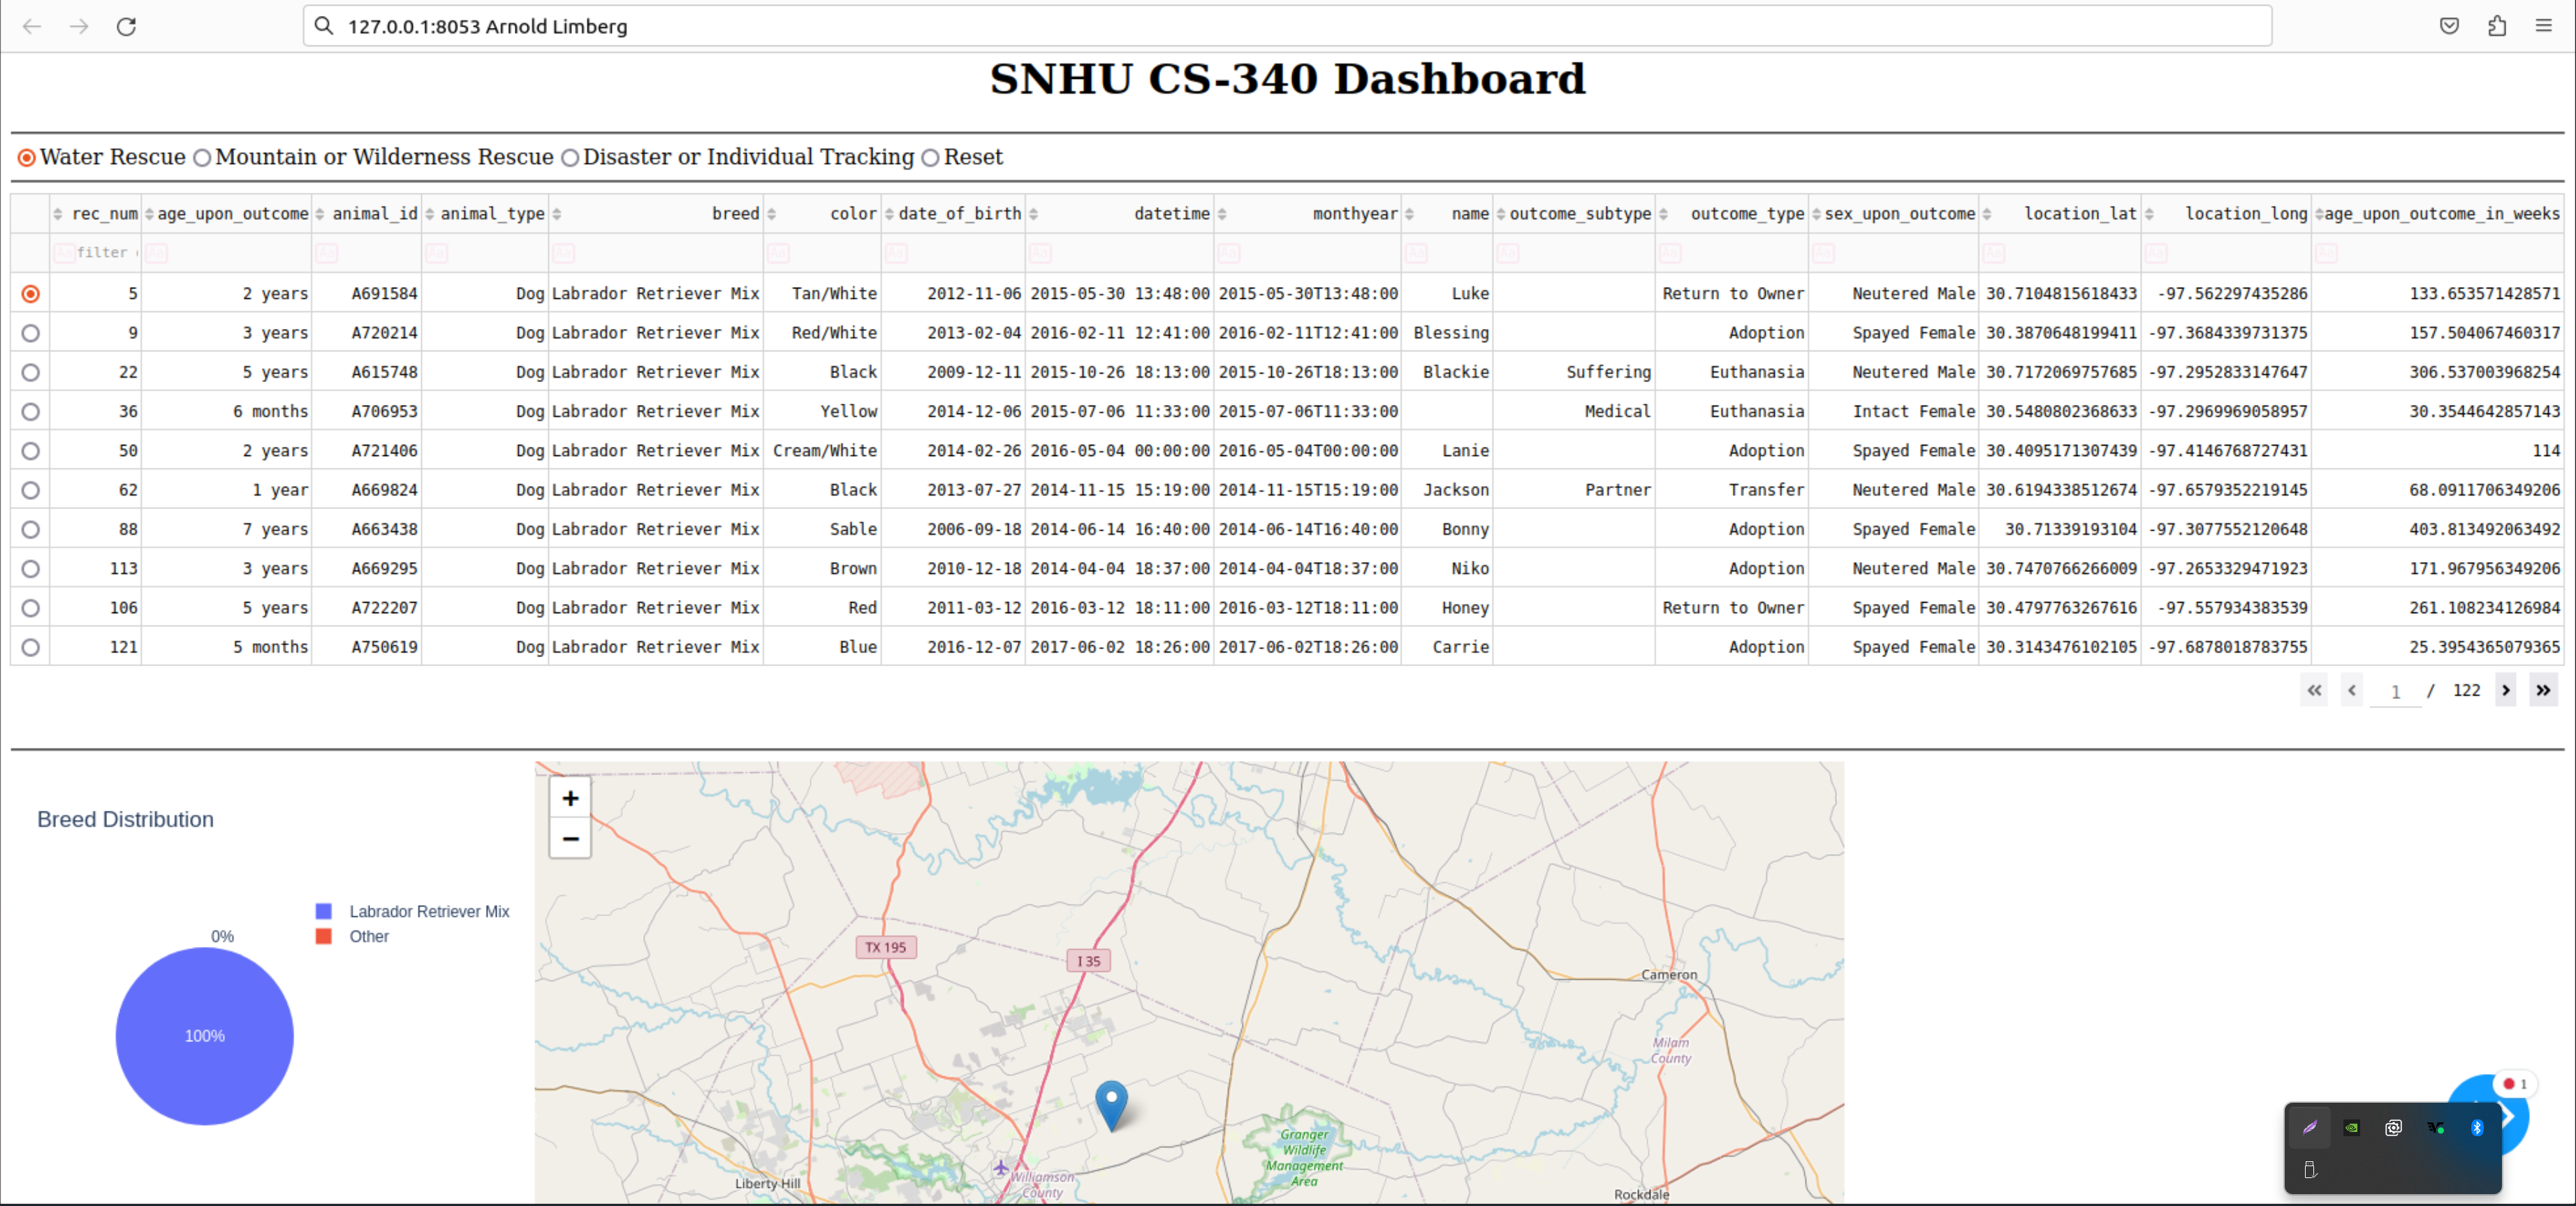 127.0.0.1:8053 Arnold Limberg
SNHU CS-340 Dashboard
Water Rescue Mountain or Wilderness Rescue Disaster or Individual Tracking Reset
rec_num age_upon_outcome animal_id animal_type breed color date_of_birth datetime monthyear name outcome_subtype outcome_type sex_upon_outcome location_lat location_long age_upon_outcome_in_weeks
Aa filter Aa Aa Aa Aa Aa Aa Aa Aa Aa Aa Aa Aa Aa Aa Aa
5 2 years A691584 Dog Labrador Retriever Mix Tan/White 2012-11-06 2015-05-30 13:48:00 2015-05-30T13:48:00 Luke Return to Owner Neutered Male 30.7104815618433 -97.562297435286 133.653571428571
9 3 years A720214 Dog Labrador Retriever Mix Red/White 2013-02-04 2016-02-11 12:41:00 2016-02-11T12:41:00 Blessing Adoption Spayed Female 30.3870648199411 -97.3684339731375 157.504067460317
22 5 years A615748 Dog Labrador Retriever Mix Black 2009-12-11 2015-10-26 18:13:00 2015-10-26T18:13:00 Blackie Suffering Euthanasia Neutered Male 30.7172069757685 -97.2952833147647 306.537003968254
36 6 months A706953 Dog Labrador Retriever Mix Yellow 2014-12-06 2015-07-06 11:33:00 2015-07-06T11:33:00 Medical Euthanasia Intact Female 30.5480802368633 -97.2969969058957 30.3544642857143
50 2 years A721406 Dog Labrador Retriever Mix Cream/White 2014-02-26 2016-05-04 00:00:00 2016-05-04T00:00:00 Lanie Adoption Spayed Female 30.4095171307439 -97.4146768727431 114
62 1 year A669824 Dog Labrador Retriever Mix Black 2013-07-27 2014-11-15 15:19:00 2014-11-15T15:19:00 Jackson Partner Transfer Neutered Male 30.6194338512674 -97.6579352219145 68.0911706349206
88 7 years A663438 Dog Labrador Retriever Mix Sable 2006-09-18 2014-06-14 16:40:00 2014-06-14T16:40:00 Bonny Adoption Spayed Female 30.71339193104 -97.3077552120648 403.813492063492
113 3 years A669295 Dog Labrador Retriever Mix Brown 2010-12-18 2014-04-04 18:37:00 2014-04-04T18:37:00 Niko Adoption Neutered Male 30.7470766266009 -97.2653329471923 171.967956349206
106 5 years A722207 Dog Labrador Retriever Mix Red 2011-03-12 2016-03-12 18:11:00 2016-03-12T18:11:00 Honey Return to Owner Spayed Female 30.4797763267616 -97.557934383539 261.108234126984
121 5 months A750619 Dog Labrador Retriever Mix Blue 2016-12-07 2017-06-02 18:26:00 2017-06-02T18:26:00 Carrie Adoption Spayed Female 30.3143476102105 -97.6878018783755 25.3954365079365
« ‹ 1 / 122 › »
Breed Distribution
Labrador Retriever Mix
Other
0%
100%
+
−
TX 195
I 35
Cameron
Milam
County
Granger
Wildlife
Management
Area
Williamson
County
Liberty Hill
Rockdale
1